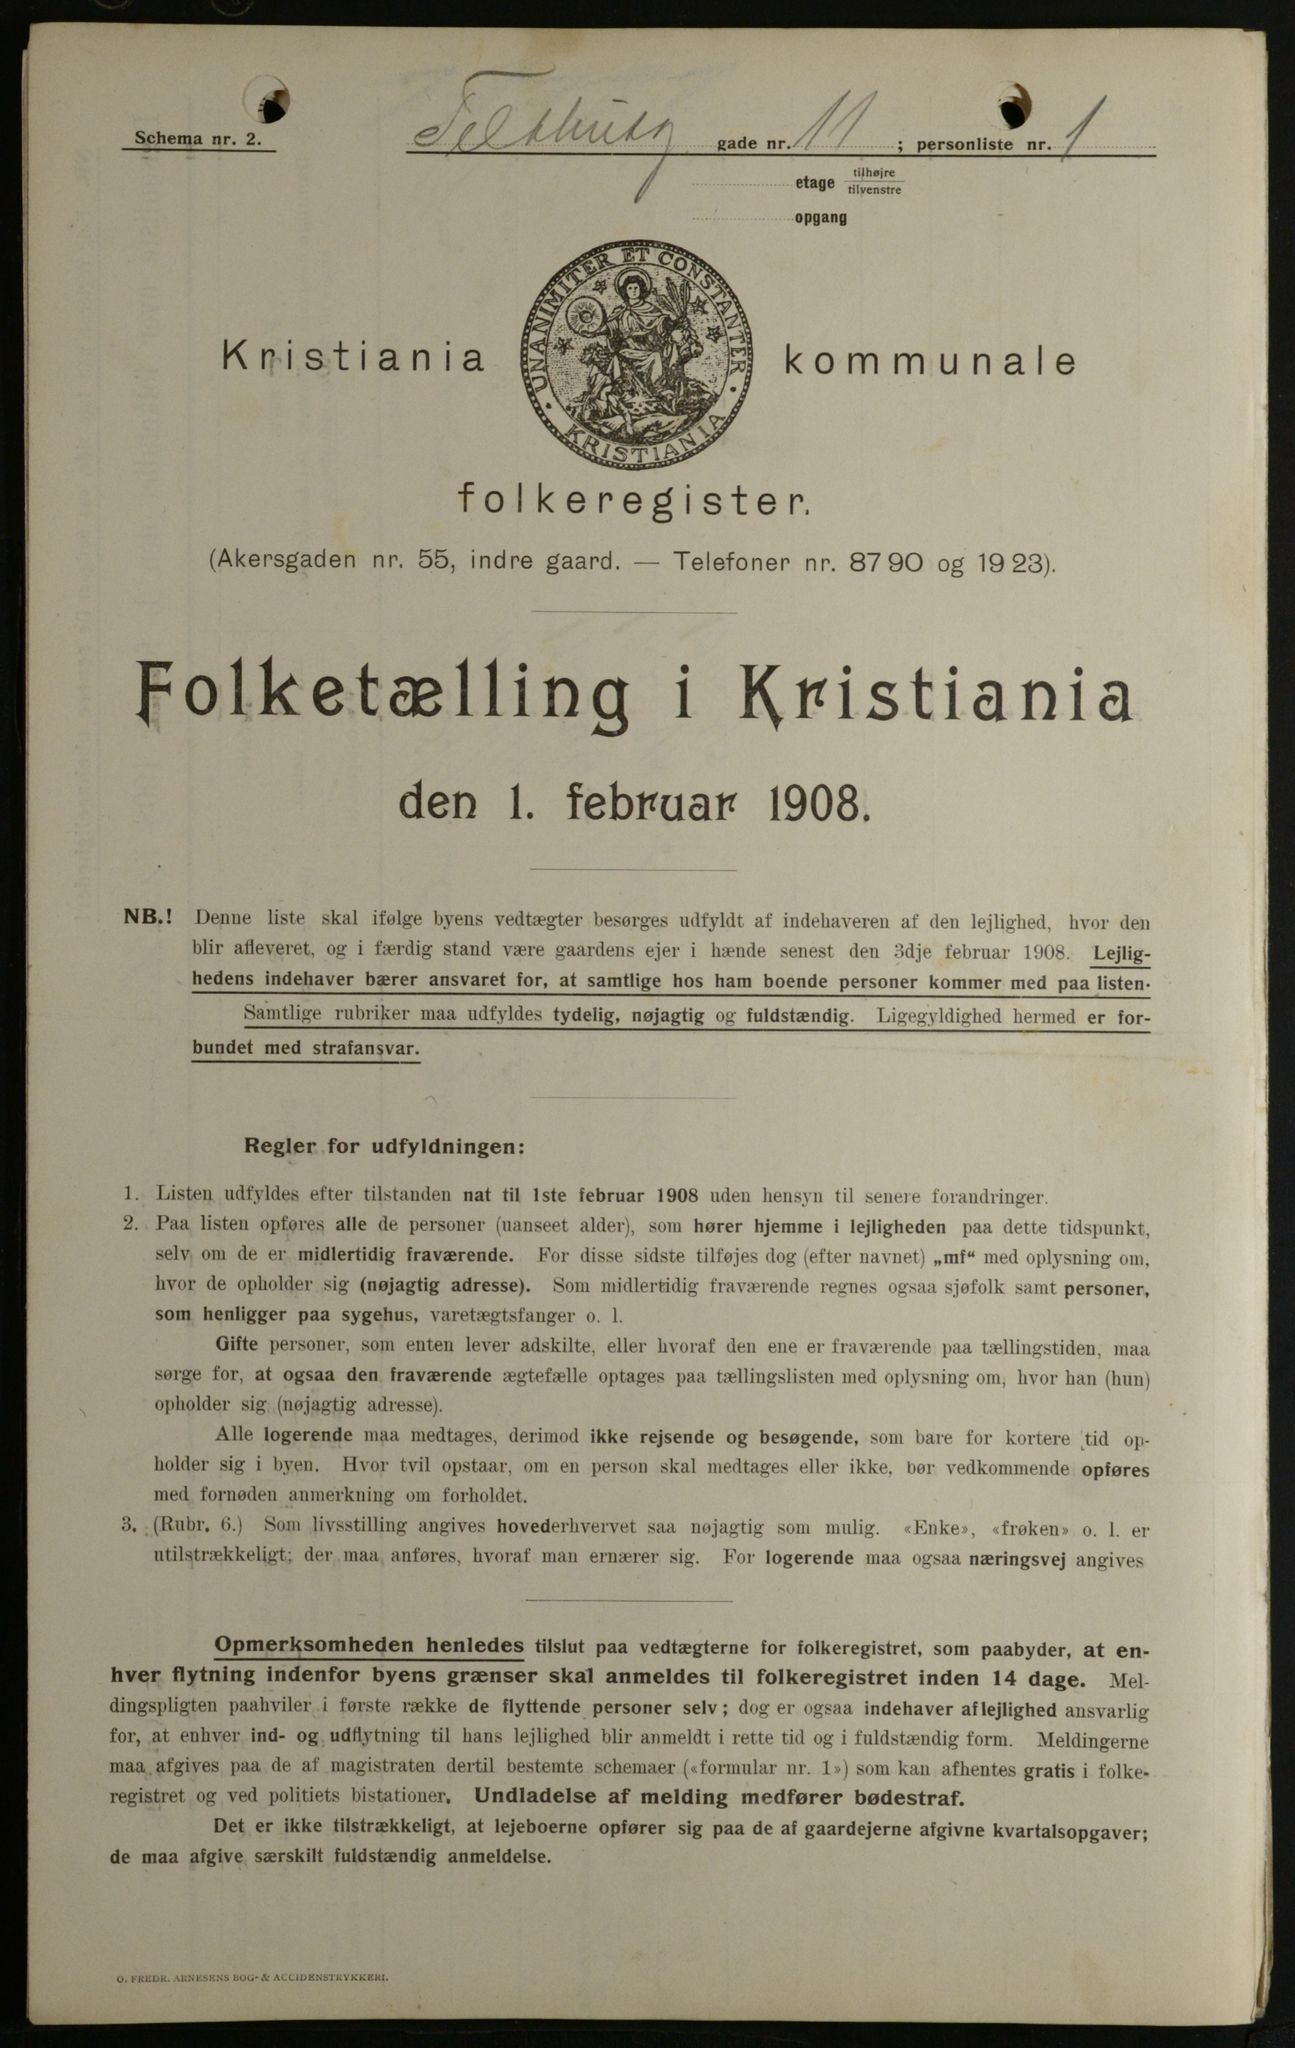 Schema nr. 2.
Felthusg gade nr. 11 ; personliste nr. 1
etage tilhøjre
tilvenstre
opgang
UNANIMITER ET CONSTANTER
KRISTIANIA
Kristiania kommunale
folkeregister.
(Akersgaden nr. 55, indre gaard. — Telefoner nr. 8790 og 1923).
Folketælling i Kristiania
den 1. februar 1908.
NB.! Denne liste skal ifølge byens vedtægter besørges udfyldt af indehaveren af den lejlighed, hvor den
blir afleveret, og i færdig stand være gaardens ejer i hænde senest den 3dje februar 1908. Lejlig-
hedens indehaver bærer ansvaret for, at samtlige hos ham boende personer kommer med paa listen.
Samtlige rubriker maa udfyldes tydelig, nøjagtig og fuldstændig. Ligegyldighed hermed er for-
bundet med strafansvar.
Regler for udfyldningen:
1. Listen udfyldes efter tilstanden nat til 1ste februar 1908 uden hensyn til senere forandringer.
2. Paa listen opføres alle de personer (uanseet alder), som hører hjemme i lejligheden paa dette tidspunkt,
selv om de er midlertidig fraværende. For disse sidste tilføjes dog (efter navnet) „mf“ med oplysning om,
hvor de opholder sig (nøjagtig adresse). Som midlertidig fraværende regnes ogsaa sjøfolk samt personer,
som henligger paa sygehus, varetægtsfanger o. l.
Gifte personer, som enten lever adskilte, eller hvoraf den ene er fraværende paa tællingstiden, maa
sørge for, at ogsaa den fraværende ægtefælle optages paa tællingslisten med oplysning om, hvor han (hun)
opholder sig (nøjagtig adresse).
Alle logerende maa medtages, derimod ikke rejsende og besøgende, som bare for kortere tid op-
holder sig i byen. Hvor tvil opstaar, om en person skal medtages eller ikke, bør vedkommende opføres
med fornøden anmerkning om forholdet.
3. (Rubr. 6.) Som livsstilling angives hovederhvervet saa nøjagtig som mulig. «Enke», «frøken» o. l. er
utilstrækkeligt; der maa anføres, hvoraf man ernærer sig. For logerende maa ogsaa næringsvej angives
Opmerksomheden henledes tilslut paa vedtægterne for folkeregistret, som paabyder, at en-
hver flytning indenfor byens grænser skal anmeldes til folkeregistret inden 14 dage. Mel-
dingspligten paahviler i første række de flyttende personer selv; dog er ogsaa indehaver af lejlighed ansvarlig
for, at enhver ind- og udflytning til hans lejlighed blir anmeldt i rette tid og i fuldstændig form. Meldingerne
maa afgives paa de af magistraten dertil bestemte schemaer («formular nr. 1») som kan afhentes gratis i folke-
registret og ved politiets bistationer. Undladelse af melding medfører bødestraf.
Det er ikke tilstrækkeligt, at lejeboerne opfører sig paa de af gaardejerne afgivne kvartalsopgaver;
de maa afgive særskilt fuldstændig anmeldelse.
O. FREDR. ARNESENS BOG- & ACCIDENSTRYKKERI.